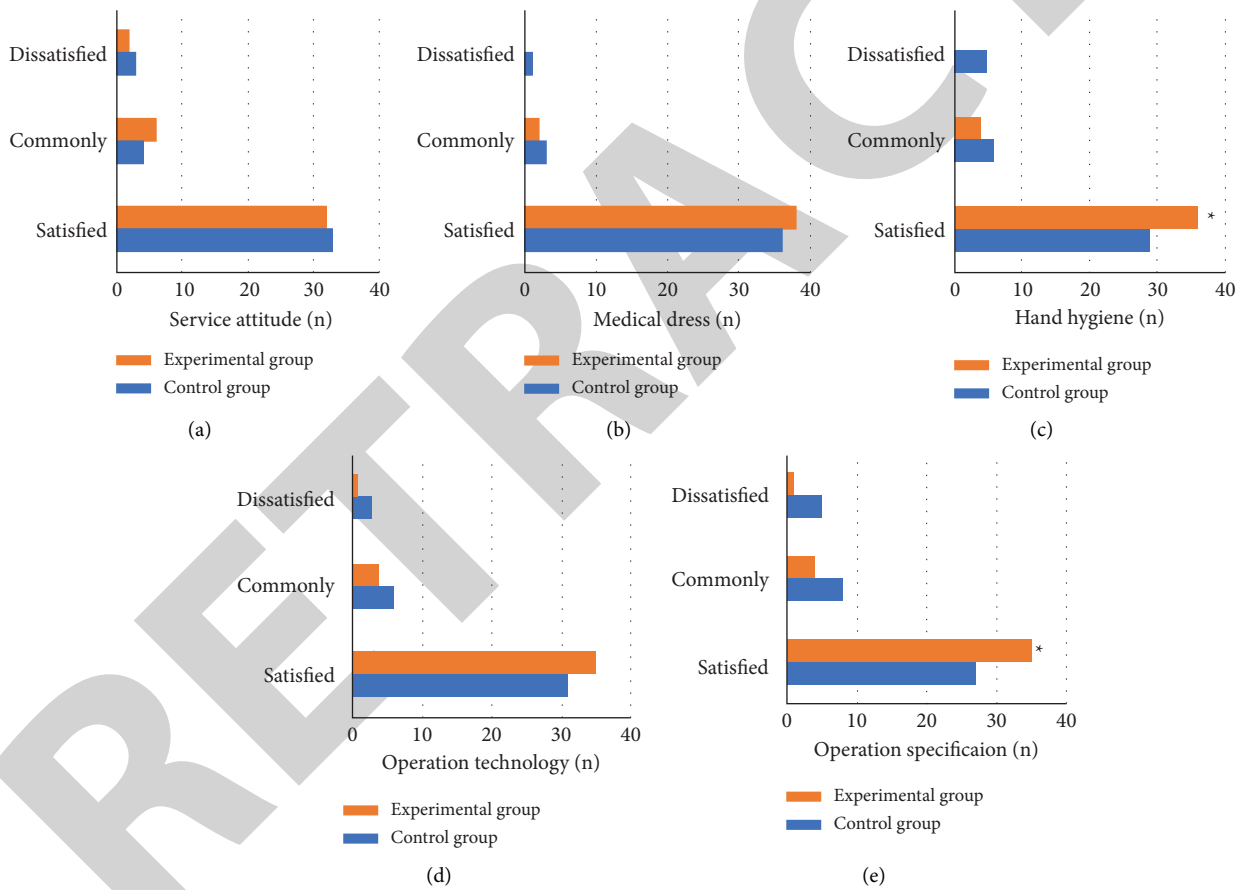 Dissatisfied
Commonly
Satisfied
0 10 20 30 40
Service attitude (n)
Experimental group
Control group
(a)
Dissatisfied
Commonly
Satisfied
0 10 20 30 40
Medical dress (n)
Experimental group
Control group
(b)
Dissatisfied
Commonly
Satisfied
*
0 10 20 30 40
Hand hygiene (n)
Experimental group
Control group
(c)
Dissatisfied
Commonly
Satisfied
0 10 20 30 40
Operation technology (n)
Experimental group
Control group
(d)
Dissatisfied
Commonly
Satisfied
*
0 10 20 30 40
Operation specificaion (n)
Experimental group
Control group
(e)
RETRAC